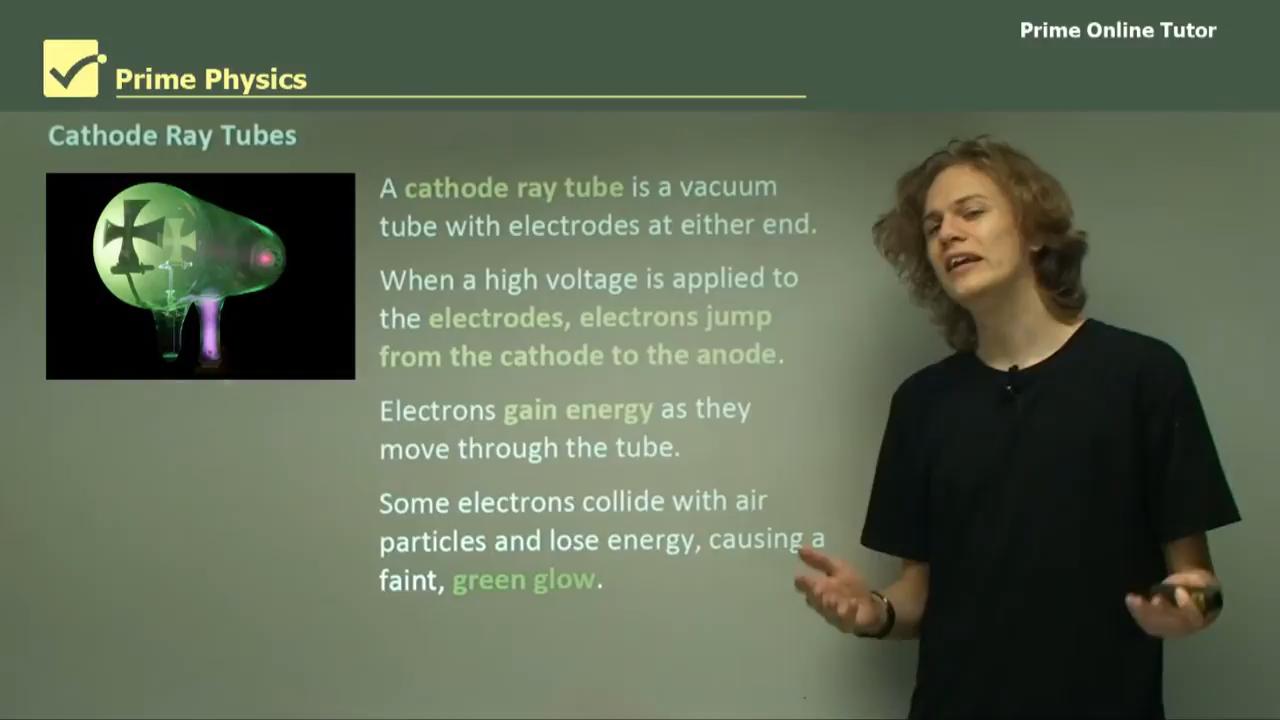 Prime Online Tutor
Prime Physics
Cathode Ray Tubes
A cathode ray tube is a vacuum
tube with electrodes at either end.
When a high voltage is applied to
the electrodes, electrons jump
from the cathode to the anode.
Electrons gain energy as they
move through the tube.
Some electrons collide with air
particles and lose energy, causing a
faint, green glow.